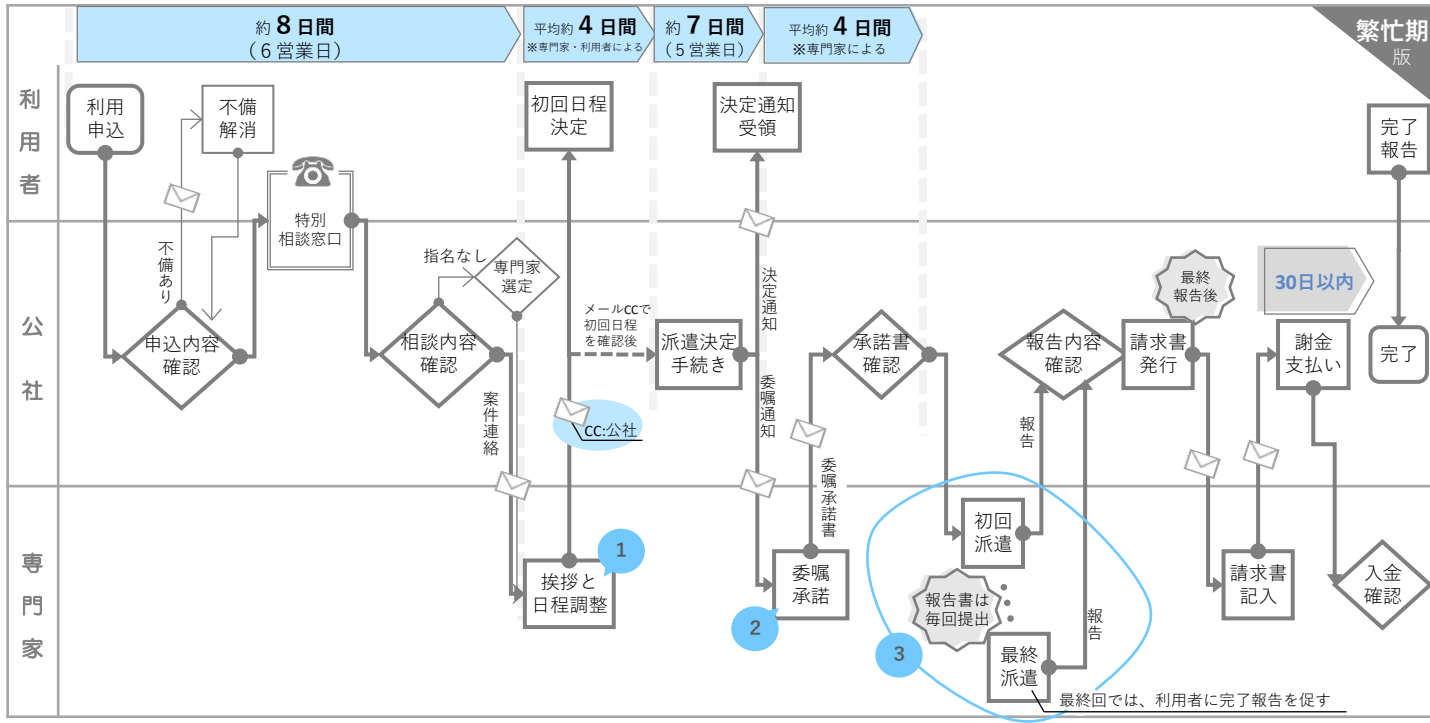 約 8 日間
（6 営業日）
平均約 4 日間
※専門家・利用者による
約 7 日間
（5 営業日）
平均約 4 日間
※専門家による
繁忙期
版
利用者
利用
申込
不備
解消
初回日程
決定
決定通知
受領
完了
報告
特別
相談窓口
公社
不備あり
指名なし
専門家
選定
申込内容
確認
相談内容
確認
案件連絡
メールCCで
初回日程
を確認後
CC:公社
派遣決定
手続き
決定通知
委嘱通知
承諾書
確認
委嘱承諾書
報告内容
確認
報告
報告
最終
報告後
請求書
発行
30日以内
謝金
支払い
完了
専門家
挨拶と
日程調整
1
委嘱
承諾
2
初回
派遣
報告書は
毎回提出
3
最終
派遣
最終回では、利用者に完了報告を促す
請求書
記入
入金
確認